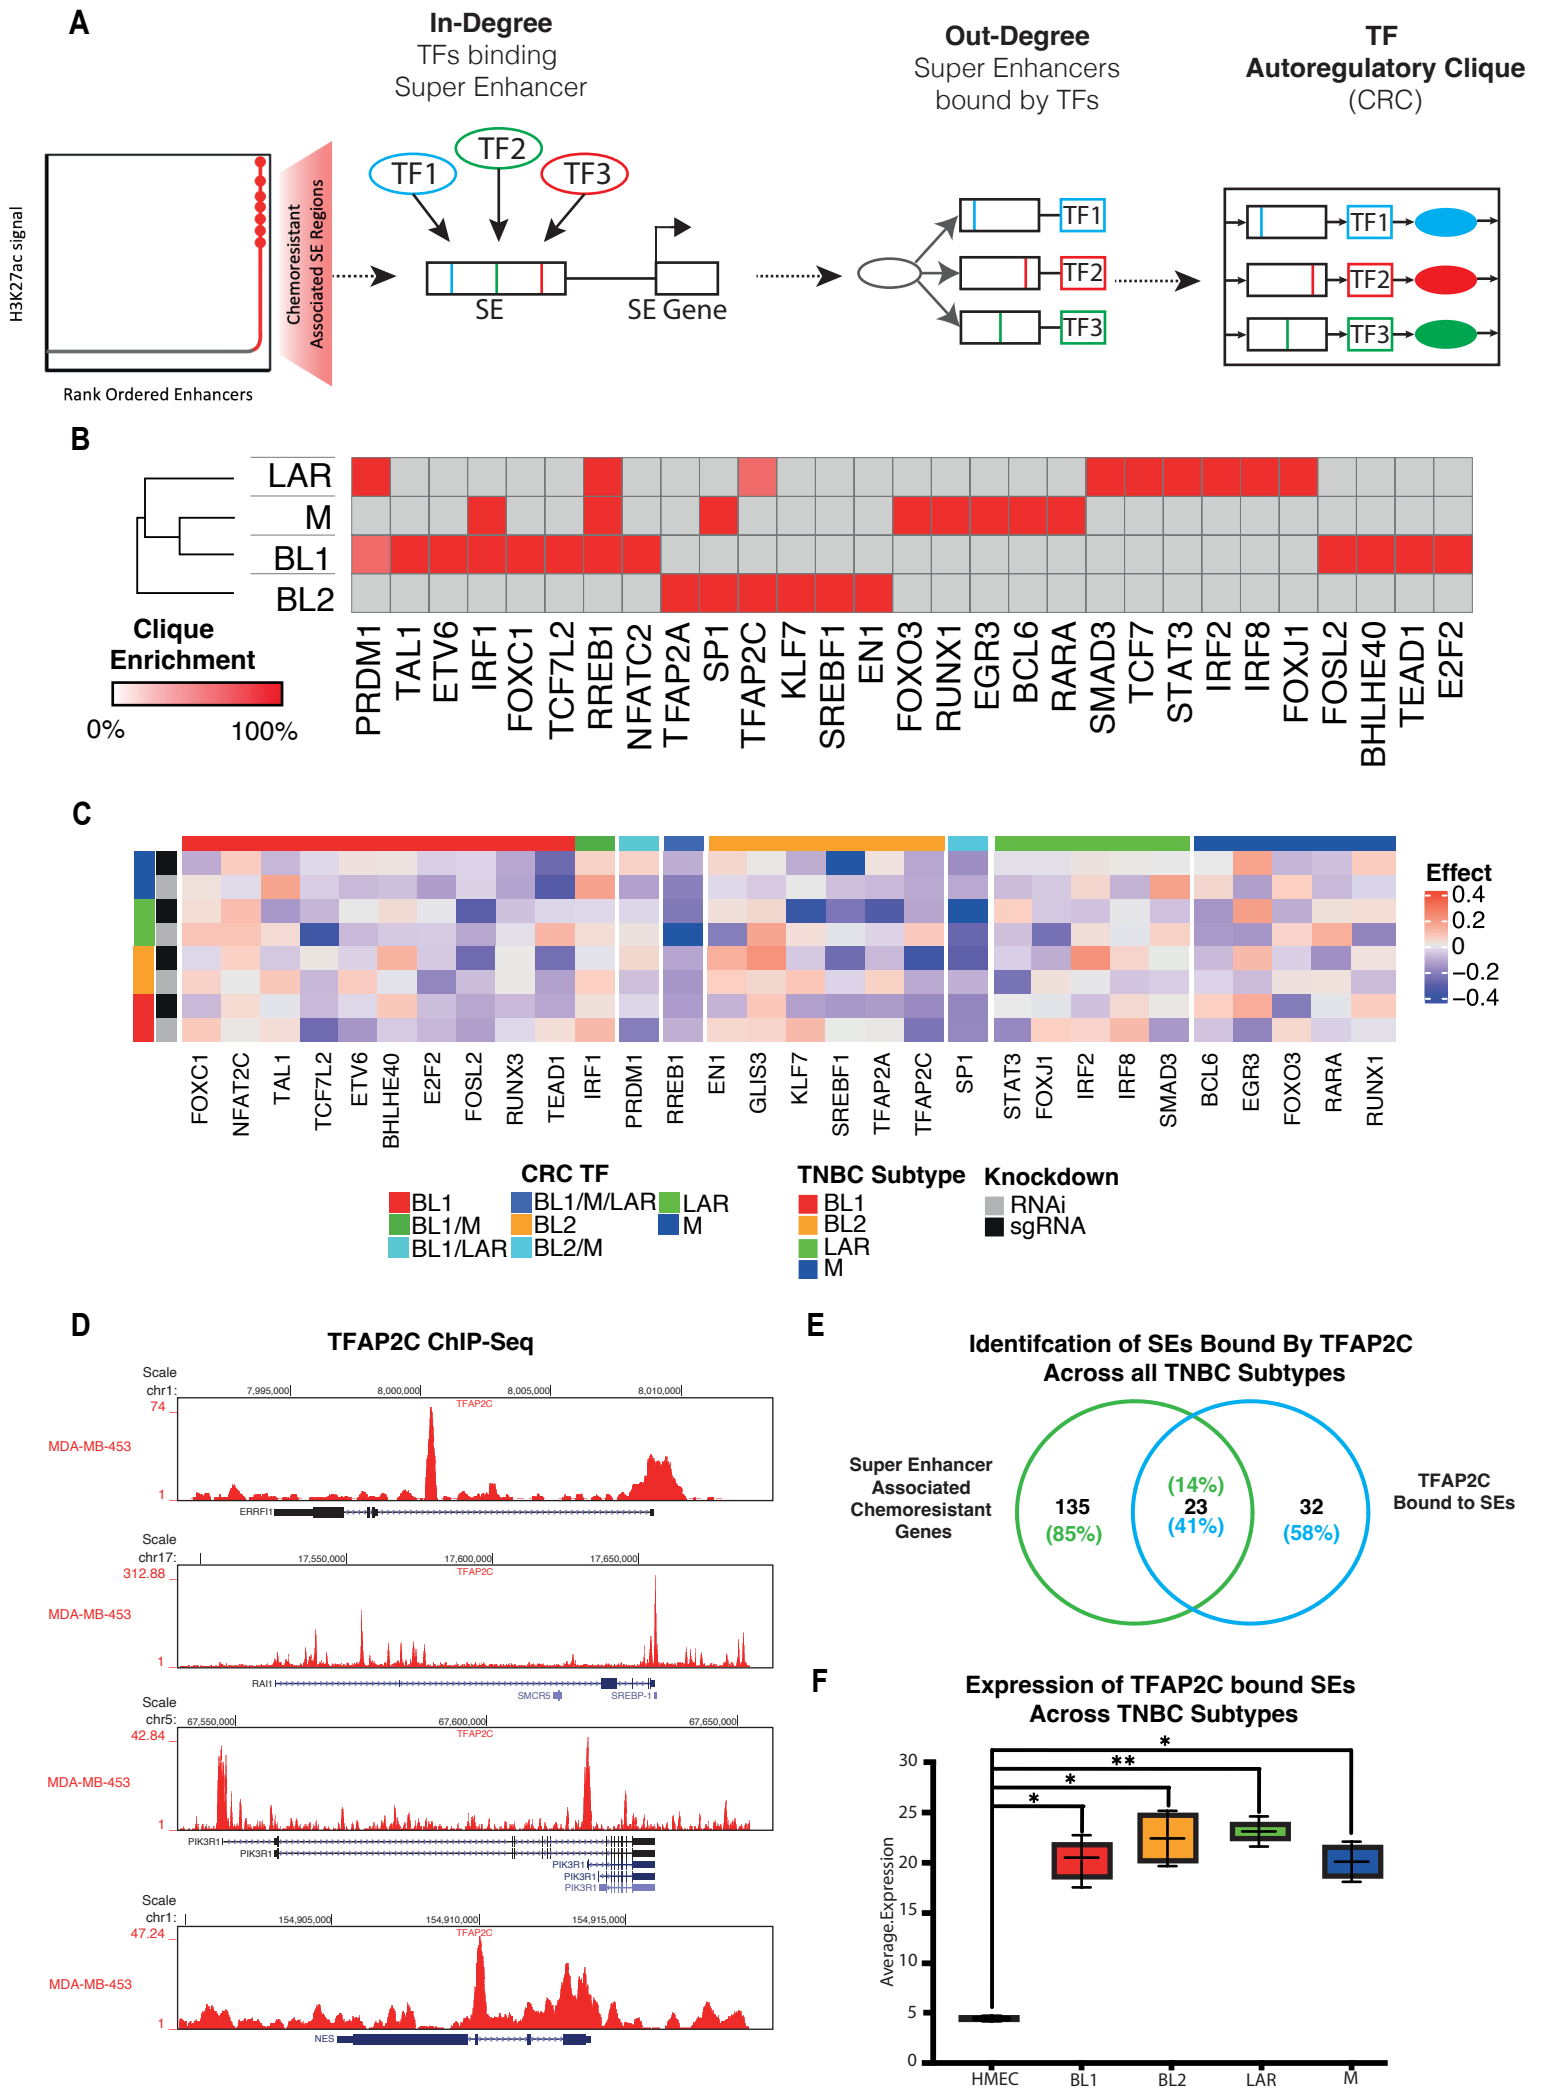 A
In-Degree
TFs binding
Super Enhancer
Out-Degree
Super Enhancers
bound by TFs
TF
Autoregulatory Clique
(CRC)
H3K27ac signal
Rank Ordered Enhancers
Chemoresistant
Associated SE Regions
TF1
TF2
TF3
SE
SE Gene
TF1
TF2
TF3
TF1
TF2
TF3
B
LAR
M
BL1
BL2
Clique
Enrichment
0%
100%
PRDM1
TAL1
ETV6
IRF1
FOXC1
TCF7L2
RREB1
NFATC2
TFAP2A
SP1
TFAP2C
KLF7
SREBF1
EN1
FOXO3
RUNX1
EGR3
BCL6
RARA
SMAD3
TCF7
STAT3
IRF2
IRF8
FOXJ1
FOSL2
BHLHE40
TEAD1
E2F2
C
Effect
0.4
0.2
0
−0.2
−0.4
FOXC1
NFAT2C
TAL1
TCF7L2
ETV6
BHLHE40
E2F2
FOSL2
RUNX3
TEAD1
IRF1
PRDM1
RREB1
EN1
GLIS3
KLF7
SREBF1
TFAP2A
TFAP2C
SP1
STAT3
FOXJ1
IRF2
IRF8
SMAD3
BCL6
EGR3
FOXO3
RARA
RUNX1
CRC TF
BL1
BL1/M
BL1/LAR
BL1/M/LAR
BL2
BL2/M
LAR
M
TNBC Subtype
BL1
BL2
LAR
M
Knockdown
RNAi
sgRNA
D
TFAP2C ChIP-Seq
Scale
chr1:
7,995,000
8,000,000
8,005,000
8,010,000
74
TFAP2C
MDA-MB-453
1
ERRFI1
Scale
chr17:
17,550,000
17,600,000
17,650,000
312.88
TFAP2C
MDA-MB-453
1
RAI1
SMCR5
SREBP-1
Scale
chr5:
67,550,000
67,600,000
67,650,000
42.84
TFAP2C
MDA-MB-453
1
PIK3R1
PIK3R1
PIK3R1
PIK3R1
PIK3R1
Scale
chr1:
154,905,000
154,910,000
154,915,000
47.24
TFAP2C
MDA-MB-453
1
NES
E
Identifcation of SEs Bound By TFAP2C
Across all TNBC Subtypes
Super Enhancer
Associated
Chemoresistant
Genes
135
(85%)
(14%)
23
(41%)
32
(58%)
TFAP2C
Bound to SEs
F
Expression of TFAP2C bound SEs
Across TNBC Subtypes
*
**
*
*
Average.Expression
30
25
20
15
10
5
0
HMEC
BL1
BL2
LAR
M